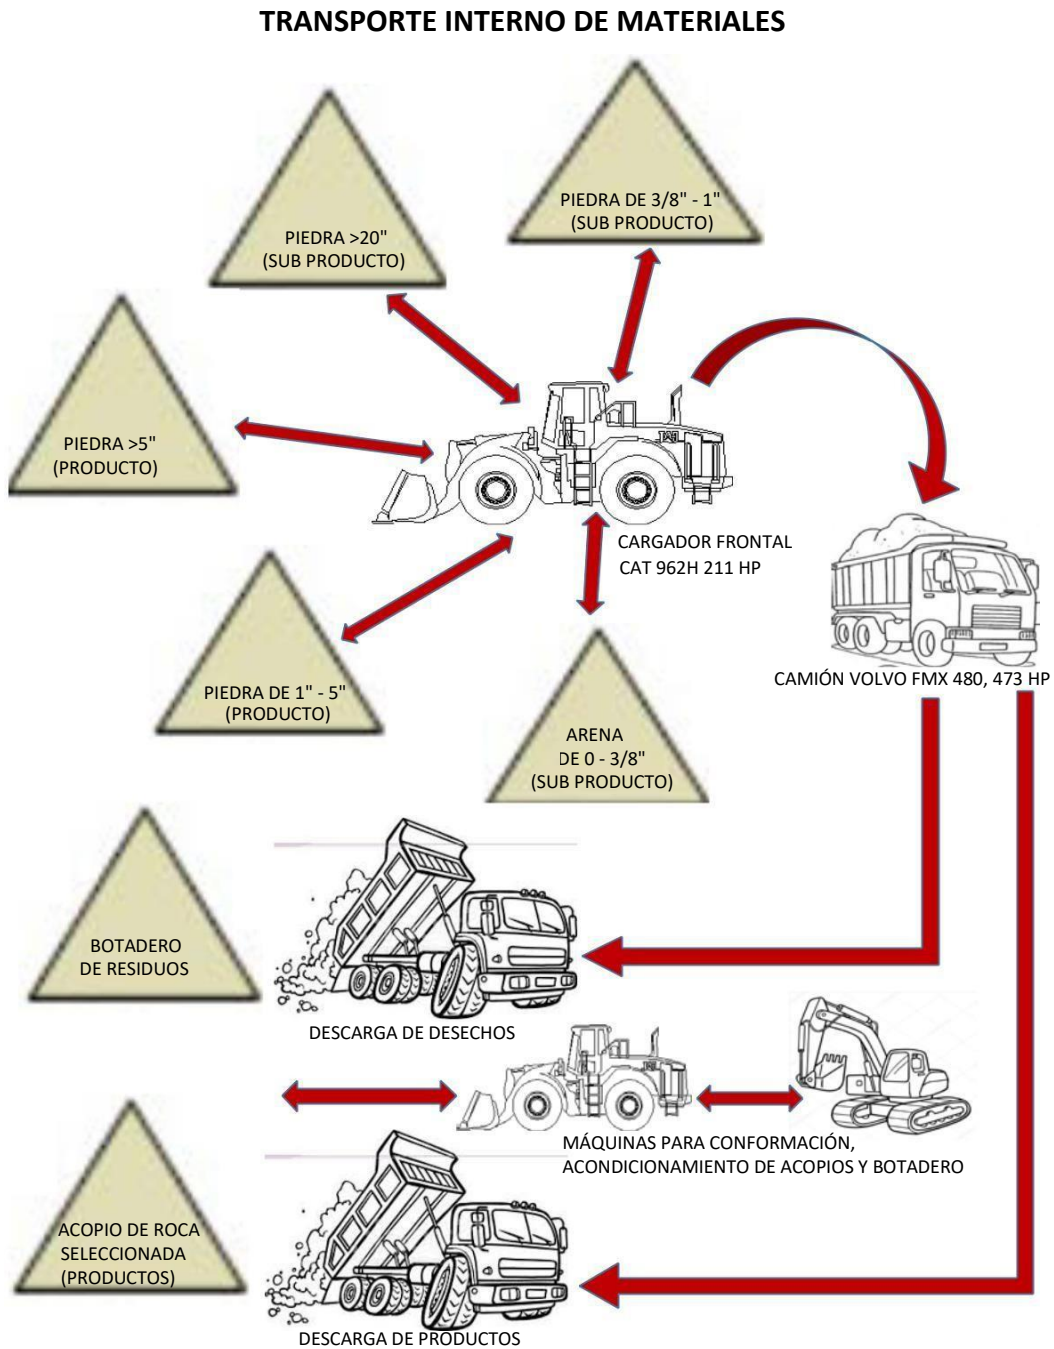 TRANSPORTE INTERNO DE MATERIALES
PIEDRA DE 3/8" - 1"
(SUB PRODUCTO)
PIEDRA >20"
(SUB PRODUCTO)
PIEDRA >5"
(PRODUCTO)
CARGADOR FRONTAL
CAT 962H 211 HP
PIEDRA DE 1" - 5"
(PRODUCTO)
CAMIÓN VOLVO FMX 480, 473 HP
ARENA
DE 0 - 3/8"
(SUB PRODUCTO)
BOTADERO
DE RESIDUOS
DESCARGA DE DESECHOS
MÁQUINAS PARA CONFORMACIÓN,
ACONDICIONAMIENTO DE ACOPIOS Y BOTADERO
ACOPIO DE ROCA
SELECCIONADA
(PRODUCTOS)
DESCARGA DE PRODUCTOS